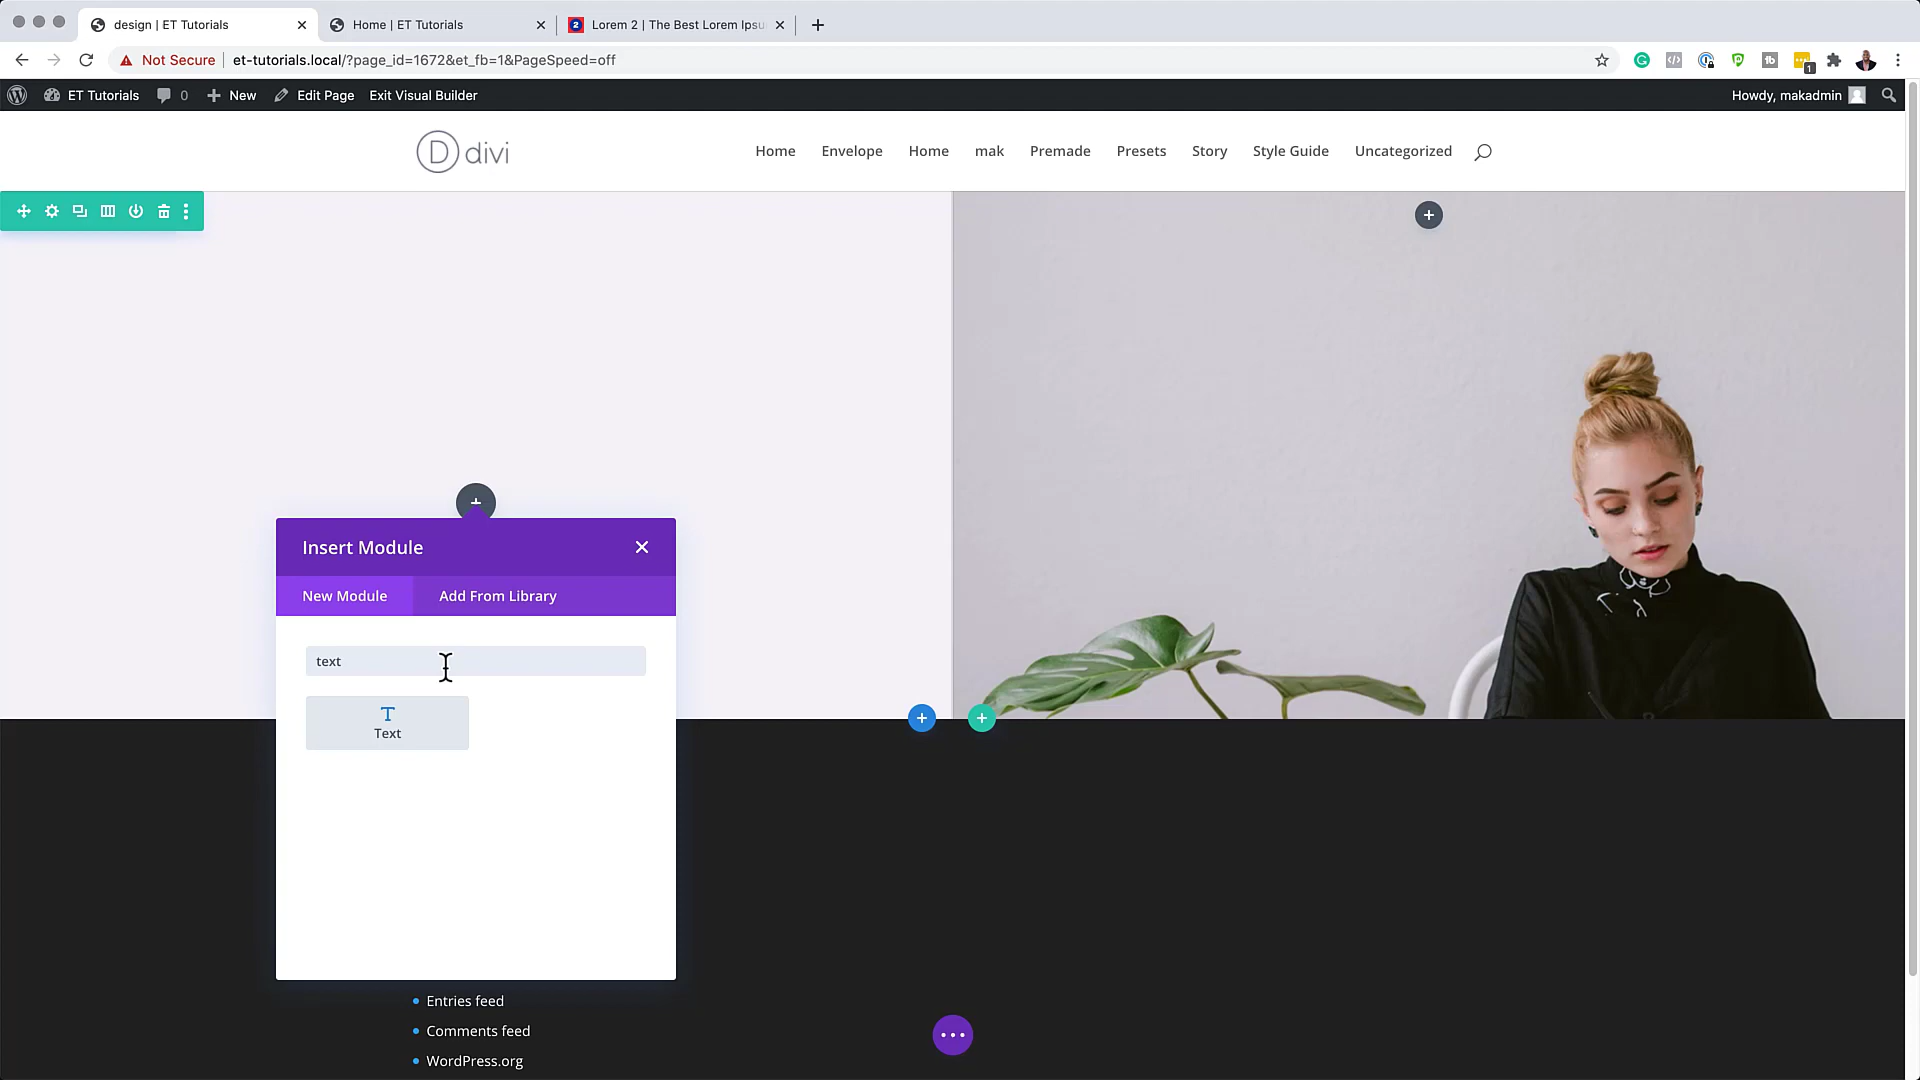 design | ET Tutorials
Home | ET Tutorials
2
Lorem 2 | The Best Lorem Ipsu
Not Secure
et-tutorials.local/?page_id=1672&et_fb=1&PageSpeed=off
1
ET Tutorials
0
New
Edit Page
Exit Visual Builder
Howdy, makadmin
D divi
Home
Envelope
Home
mak
Premade
Presets
Story
Style Guide
Uncategorized
Insert Module
New Module
Add From Library
text
T
Text
Entries feed
Comments feed
WordPress.org